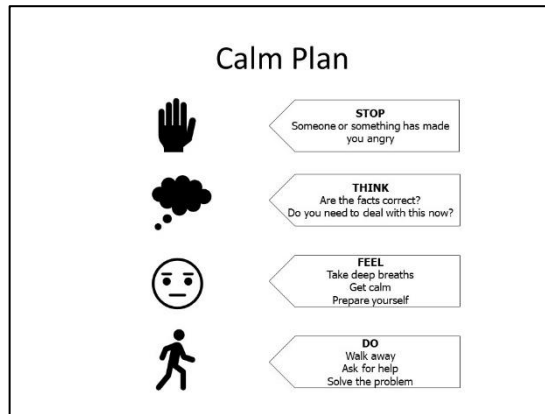 Calm Plan
STOP
Someone or something has made
you angry
THINK
Are the facts correct?
Do you need to deal with this now?
FEEL
Take deep breaths
Get calm
Prepare yourself
DO
Walk away
Ask for help
Solve the problem